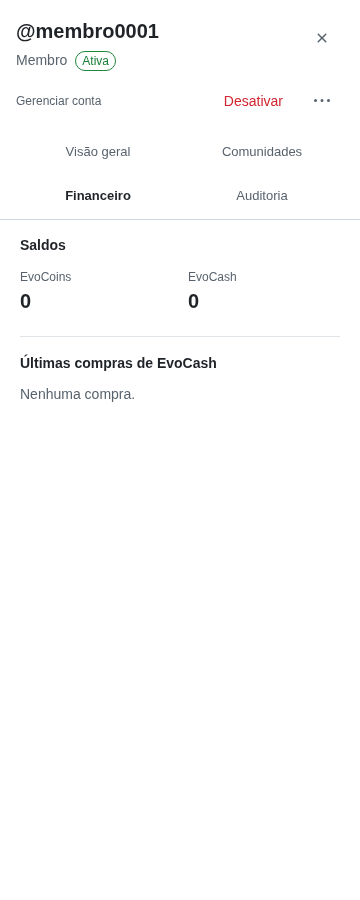 @membro0001
Membro Ativa
Gerenciar conta Desativar
Visão geral Comunidades
Financeiro Auditoria
Saldos
EvoCoins EvoCash
0 0
Últimas compras de EvoCash
Nenhuma compra.